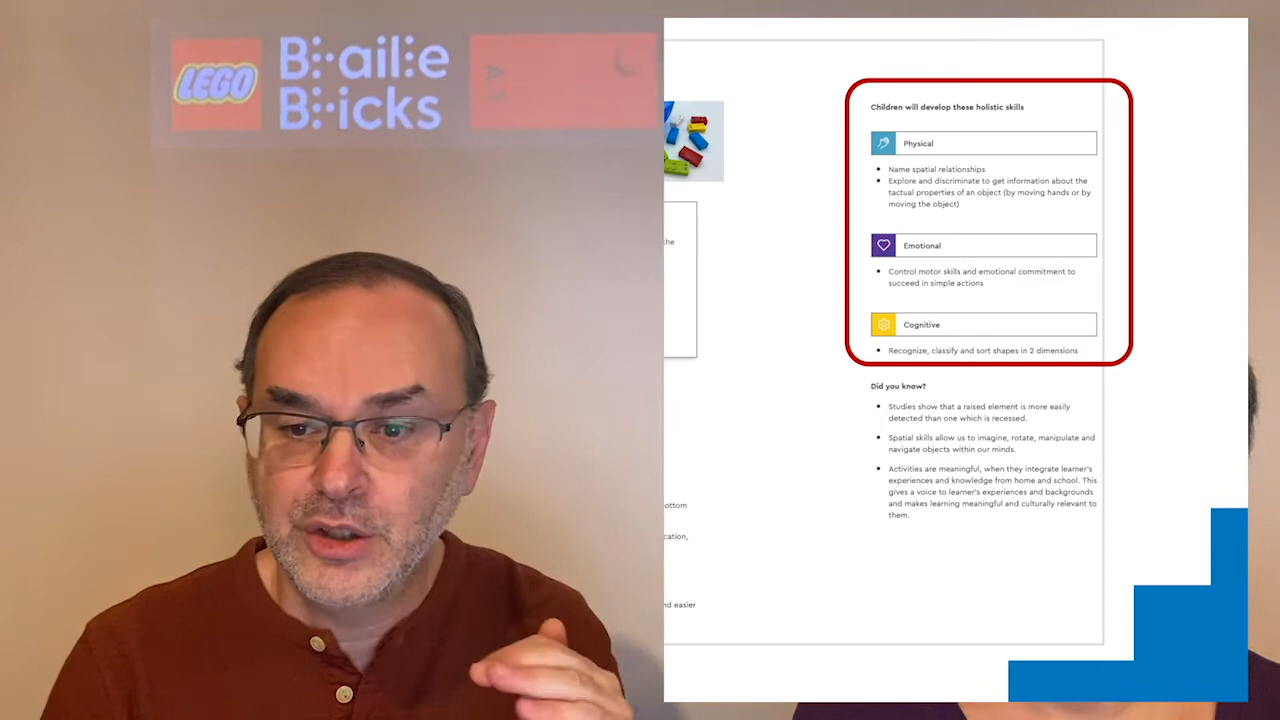 LEGO
Braille
Bricks
Children will develop these holistic skills
Physical
Name spatial relationships
Explore and discriminate to get information about the
tactual properties of an object (by moving hands or by
moving the object)
the
Emotional
Control motor skills and emotional commitment to
succeed in simple actions
Cognitive
Recognize, classify and sort shapes in 2 dimensions
Did you know?
Studies show that a raised element is more easily
detected than one which is recessed.
Spatial skills allow us to imagine, rotate, manipulate and
navigate objects within our minds.
Activities are meaningful, when they integrate learner's
experiences and knowledge from home and school. This
gives a voice to learner's experiences and backgrounds
and makes learning meaningful and culturally relevant to
them.
ottom
cation,
nd easier